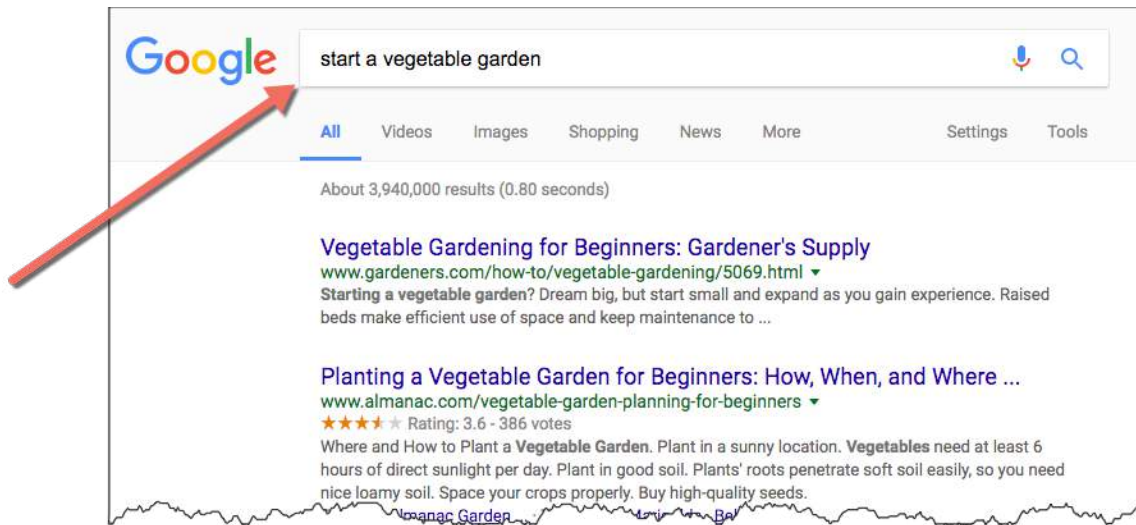 Google
start a vegetable garden
All Videos Images Shopping News More Settings Tools
About 3,940,000 results (0.80 seconds)
Vegetable Gardening for Beginners: Gardener's Supply
www.gardeners.com/how-to/vegetable-gardening/5069.html
Starting a vegetable garden? Dream big, but start small and expand as you gain experience. Raised
beds make efficient use of space and keep maintenance to ...
Planting a Vegetable Garden for Beginners: How, When, and Where ...
www.almanac.com/vegetable-garden-planning-for-beginners
Rating: 3.6 - 386 votes
Where and How to Plant a Vegetable Garden. Plant in a sunny location. Vegetables need at least 6
hours of direct sunlight per day. Plant in good soil. Plants' roots penetrate soft soil easily, so you need
nice loamy soil. Space your crops properly. Buy high-quality seeds.
Garden